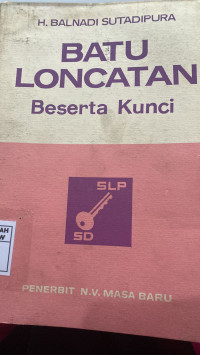 H. BALNADI SUTADIPURA
BATU
LONCATAN
Beserta Kunci
SLP
SD
PENERBIT N.V. MASA BARU